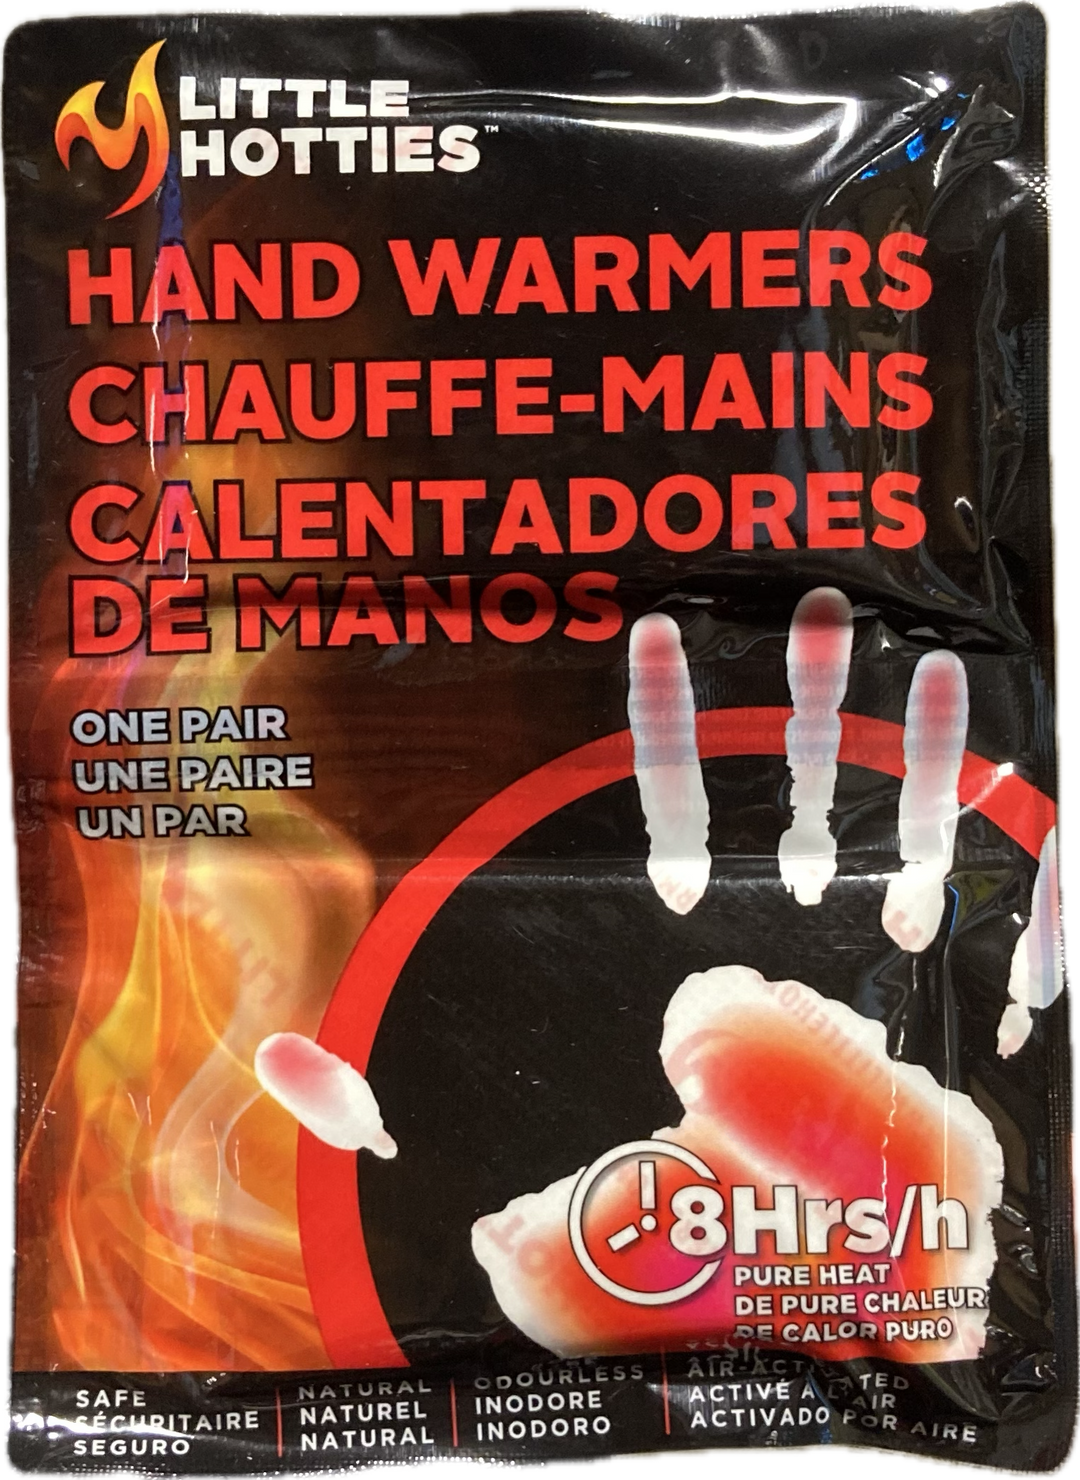 LITTLE
HOTTIES™
HAND WARMERS
CHAUFFE-MAINS
CALENTADORES
DE MANOS
ONE PAIR
UNE PAIRE
UN PAR
8Hrs/h
PURE HEAT
DE PURE CHALEUR
DE CALOR PURO
SAFE
SÉCURITAIRE
SEGURO
NATURAL
NATUREL
NATURAL
ODOURLESS
INODORE
INODORO
AIR-ACTIVATED
ACTIVÉ À L'AIR
ACTIVADO POR AIRE